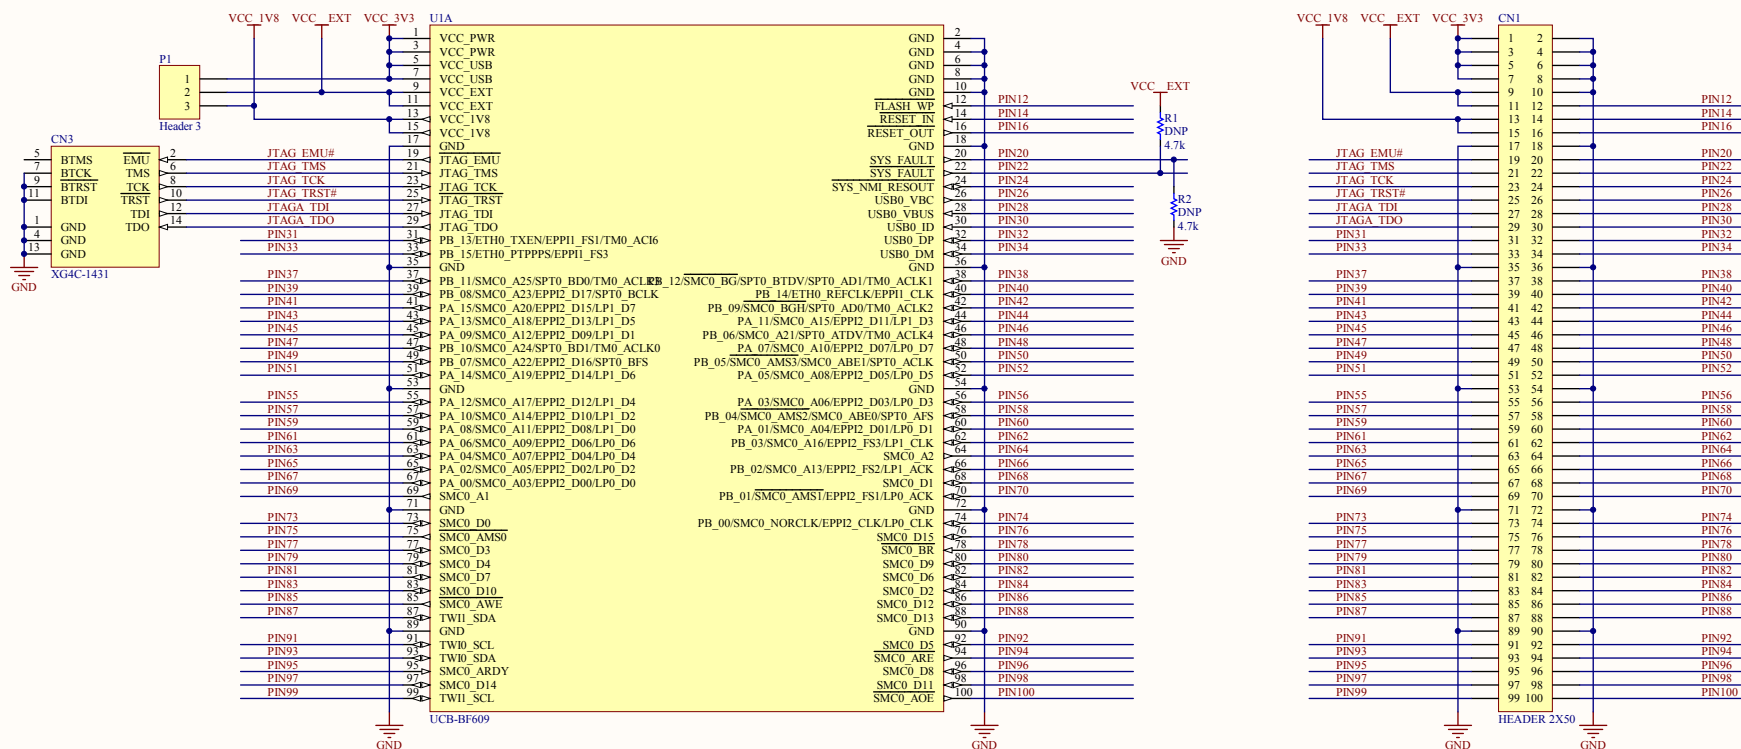 VCC_1V8 VCC_EXT VCC_3V3
P1
1
2
3
Header 3
CN3
5 BTMS EMU 2 JTAG_EMU#
7 BTCK TMS 6 JTAG_TMS
9 BTRST TCK 8 JTAG_TCK
11 BTDI TRST 10 JTAG_TRST#
TDI 12 JTAGA_TDI
1 GND TDO 14 JTAGA_TDO
4 GND
13 GND
XG4C-1431
GND
U1A
1 VCC_PWR GND 2
3 VCC_PWR GND 4
5 VCC_USB GND 6
7 VCC_USB GND 8
9 VCC_EXT GND 10
11 VCC_EXT FLASH_WP 12 PIN12
13 VCC_1V8 RESET_IN 14 PIN14
15 VCC_1V8 RESET_OUT 16 PIN16
17 GND GND 18
19 JTAG_EMU SYS_FAULT 20 PIN20
21 JTAG_TMS SYS_FAULT 22 PIN22
23 JTAG_TCK SYS_NMI_RESOUT 24 PIN24
25 JTAG_TRST USB0_VBC 26 PIN26
27 JTAG_TDI USB0_VBUS 28 PIN28
29 JTAG_TDO USB0_ID 30 PIN30
PIN31 31 PB_13/ETH0_TXEN/EPPI1_FS1/TM0_ACI6 USB0_DP 32 PIN32
PIN33 33 PB_15/ETH0_PTPPPS/EPPI1_FS3 USB0_DM 34 PIN34
35 GND GND 36
PIN37 37 PB_11/SMC0_A25/SPT0_BD0/TM0_ACLK3 PB_12/SMC0_BG/SPT0_BTDV/SPT0_AD1/TM0_ACLK1 38 PIN38
PIN39 39 PB_08/SMC0_A23/EPPI2_D17/SPT0_BCLK PB_14/ETH0_REFCLK/EPPI1_CLK 40 PIN40
PIN41 41 PA_15/SMC0_A20/EPPI2_D15/LP1_D7 PB_09/SMC0_BGH/SPT0_AD0/TM0_ACLK2 42 PIN42
PIN43 43 PA_13/SMC0_A18/EPPI2_D13/LP1_D5 PA_11/SMC0_A15/EPPI2_D11/LP1_D3 44 PIN44
PIN45 45 PA_09/SMC0_A12/EPPI2_D09/LP1_D1 PB_06/SMC0_A21/SPT0_ATDV/TM0_ACLK4 46 PIN46
PIN47 47 PB_10/SMC0_A24/SPT0_BD1/TM0_ACLK0 PA_07/SMC0_A10/EPPI2_D07/LP0_D7 48 PIN48
PIN49 49 PB_07/SMC0_A22/EPPI2_D16/SPT0_BFS PB_05/SMC0_AMS3/SMC0_ABE1/SPT0_ACLK 50 PIN50
PIN51 51 PA_14/SMC0_A19/EPPI2_D14/LP1_D6 PA_05/SMC0_A08/EPPI2_D05/LP0_D5 52 PIN52
53 GND GND 54
PIN55 55 PA_12/SMC0_A17/EPPI2_D12/LP1_D4 PA_03/SMC0_A06/EPPI2_D03/LP0_D3 56 PIN56
PIN57 57 PA_10/SMC0_A14/EPPI2_D10/LP1_D2 PB_04/SMC0_AMS2/SMC0_ABE0/SPT0_AFS 58 PIN58
PIN59 59 PA_08/SMC0_A11/EPPI2_D08/LP1_D0 PA_01/SMC0_A04/EPPI2_D01/LP0_D1 60 PIN60
PIN61 61 PA_06/SMC0_A09/EPPI2_D06/LP0_D6 PB_03/SMC0_A16/EPPI2_FS3/LP1_CLK 62 PIN62
PIN63 63 PA_04/SMC0_A07/EPPI2_D04/LP0_D4 SMC0_A2 64 PIN64
PIN65 65 PA_02/SMC0_A05/EPPI2_D02/LP0_D2 PB_02/SMC0_A13/EPPI2_FS2/LP1_ACK 66 PIN66
PIN67 67 PA_00/SMC0_A03/EPPI2_D00/LP0_D0 SMC0_D1 68 PIN68
PIN69 69 SMC0_A1 PB_01/SMC0_AMS1/EPPI2_FS1/LP0_ACK 70 PIN70
71 GND GND 72
PIN73 73 SMC0_D0 PB_00/SMC0_NORCLK/EPPI2_CLK/LP0_CLK 74 PIN74
PIN75 75 SMC0_AMS0 SMC0_D15 76 PIN76
PIN77 77 SMC0_D3 SMC0_BR 78 PIN78
PIN79 79 SMC0_D4 SMC0_D9 80 PIN80
PIN81 81 SMC0_D7 SMC0_D6 82 PIN82
PIN83 83 SMC0_D10 SMC0_D2 84 PIN84
PIN85 85 SMC0_AWE SMC0_D12 86 PIN86
PIN87 87 TWI1_SDA SMC0_D13 88 PIN88
89 GND GND 90
PIN91 91 TWI0_SCL SMC0_D5 92 PIN92
PIN93 93 TWI0_SDA SMC0_ARE 94 PIN94
PIN95 95 SMC0_ARDY SMC0_D8 96 PIN96
PIN97 97 SMC0_D14 SMC0_D11 98 PIN98
PIN99 99 TWI1_SCL SMC0_AOE 100 PIN100
UCB-BF609
GND GND
VCC_EXT
R1
DNP
4.7k
R2
DNP
4.7k
GND
VCC_1V8 VCC_EXT VCC_3V3
CN1
1 2
3 4
5 6
7 8
9 10
11 12 PIN12
13 14 PIN14
15 16 PIN16
17 18
JTAG_EMU# 19 20 PIN20
JTAG_TMS 21 22 PIN22
JTAG_TCK 23 24 PIN24
JTAG_TRST# 25 26 PIN26
JTAGA_TDI 27 28 PIN28
JTAGA_TDO 29 30 PIN30
PIN31 31 32 PIN32
PIN33 33 34 PIN34
35 36
PIN37 37 38 PIN38
PIN39 39 40 PIN40
PIN41 41 42 PIN42
PIN43 43 44 PIN44
PIN45 45 46 PIN46
PIN47 47 48 PIN48
PIN49 49 50 PIN50
PIN51 51 52 PIN52
53 54
PIN55 55 56 PIN56
PIN57 57 58 PIN58
PIN59 59 60 PIN60
PIN61 61 62 PIN62
PIN63 63 64 PIN64
PIN65 65 66 PIN66
PIN67 67 68 PIN68
PIN69 69 70 PIN70
71 72
PIN73 73 74 PIN74
PIN75 75 76 PIN76
PIN77 77 78 PIN78
PIN79 79 80 PIN80
PIN81 81 82 PIN82
PIN83 83 84 PIN84
PIN85 85 86 PIN86
PIN87 87 88 PIN88
89 90
PIN91 91 92 PIN92
PIN93 93 94 PIN94
PIN95 95 96 PIN96
PIN97 97 98 PIN98
PIN99 99 100 PIN100
HEADER 2X50
GND GND